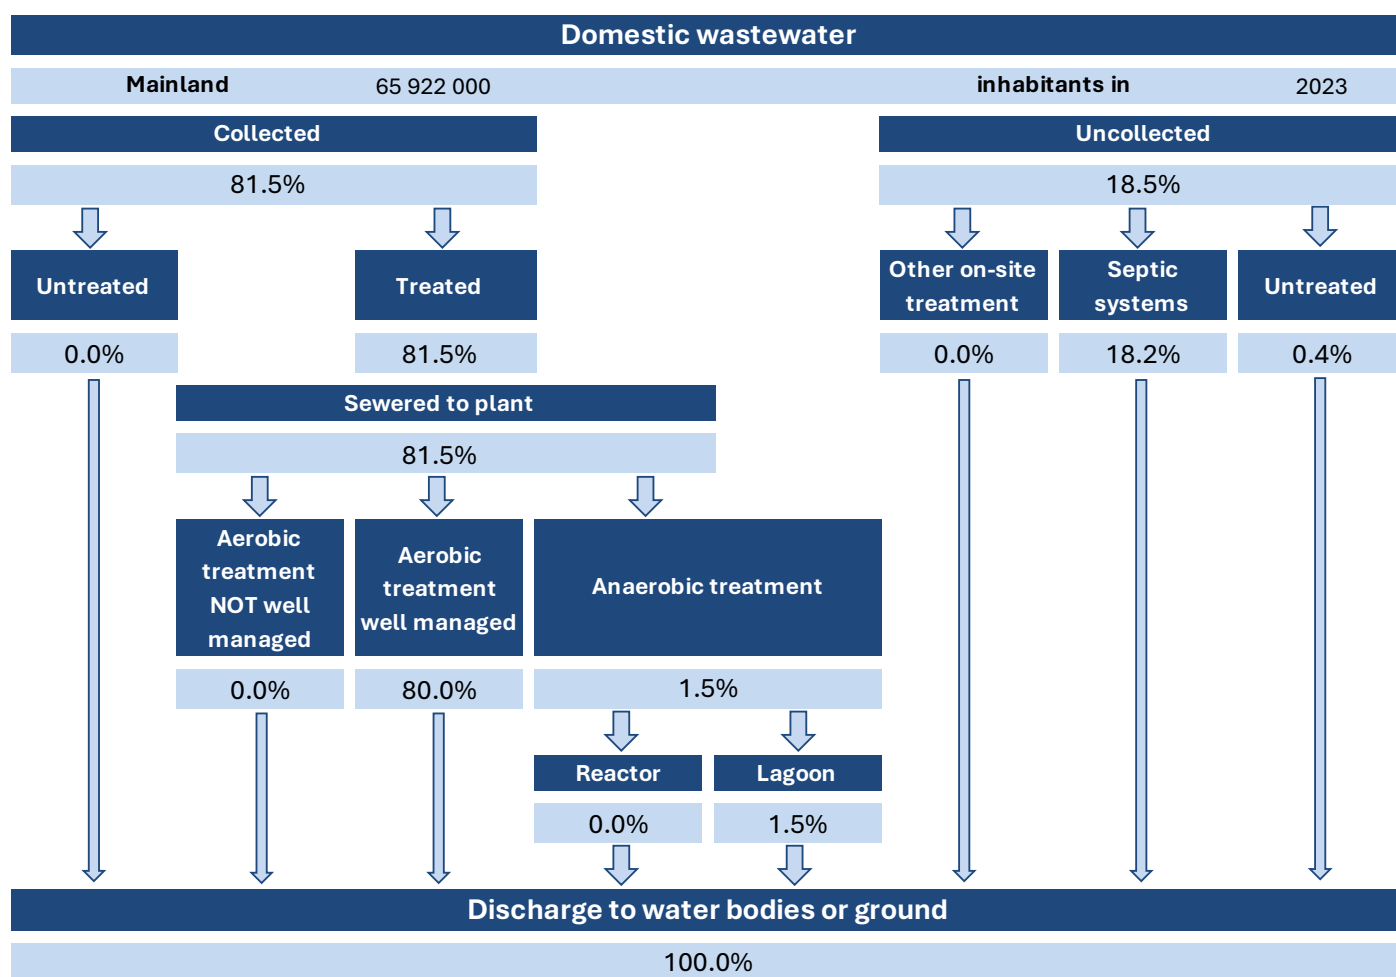 Domestic wastewater
Mainland 65 922 000 inhabitants in 2023
Collected Uncollected
81.5% 18.5%
Untreated Treated
Other on-site
treatment
Septic
systems
Untreated
0.0% 81.5% 0.0% 18.2% 0.4%
Sewered to plant
81.5%
Aerobic
treatment
NOT well
managed
Aerobic
treatment
well managed
Anaerobic treatment
0.0% 80.0% 1.5%
Reactor Lagoon
0.0% 1.5%
Discharge to water bodies or ground
100.0%